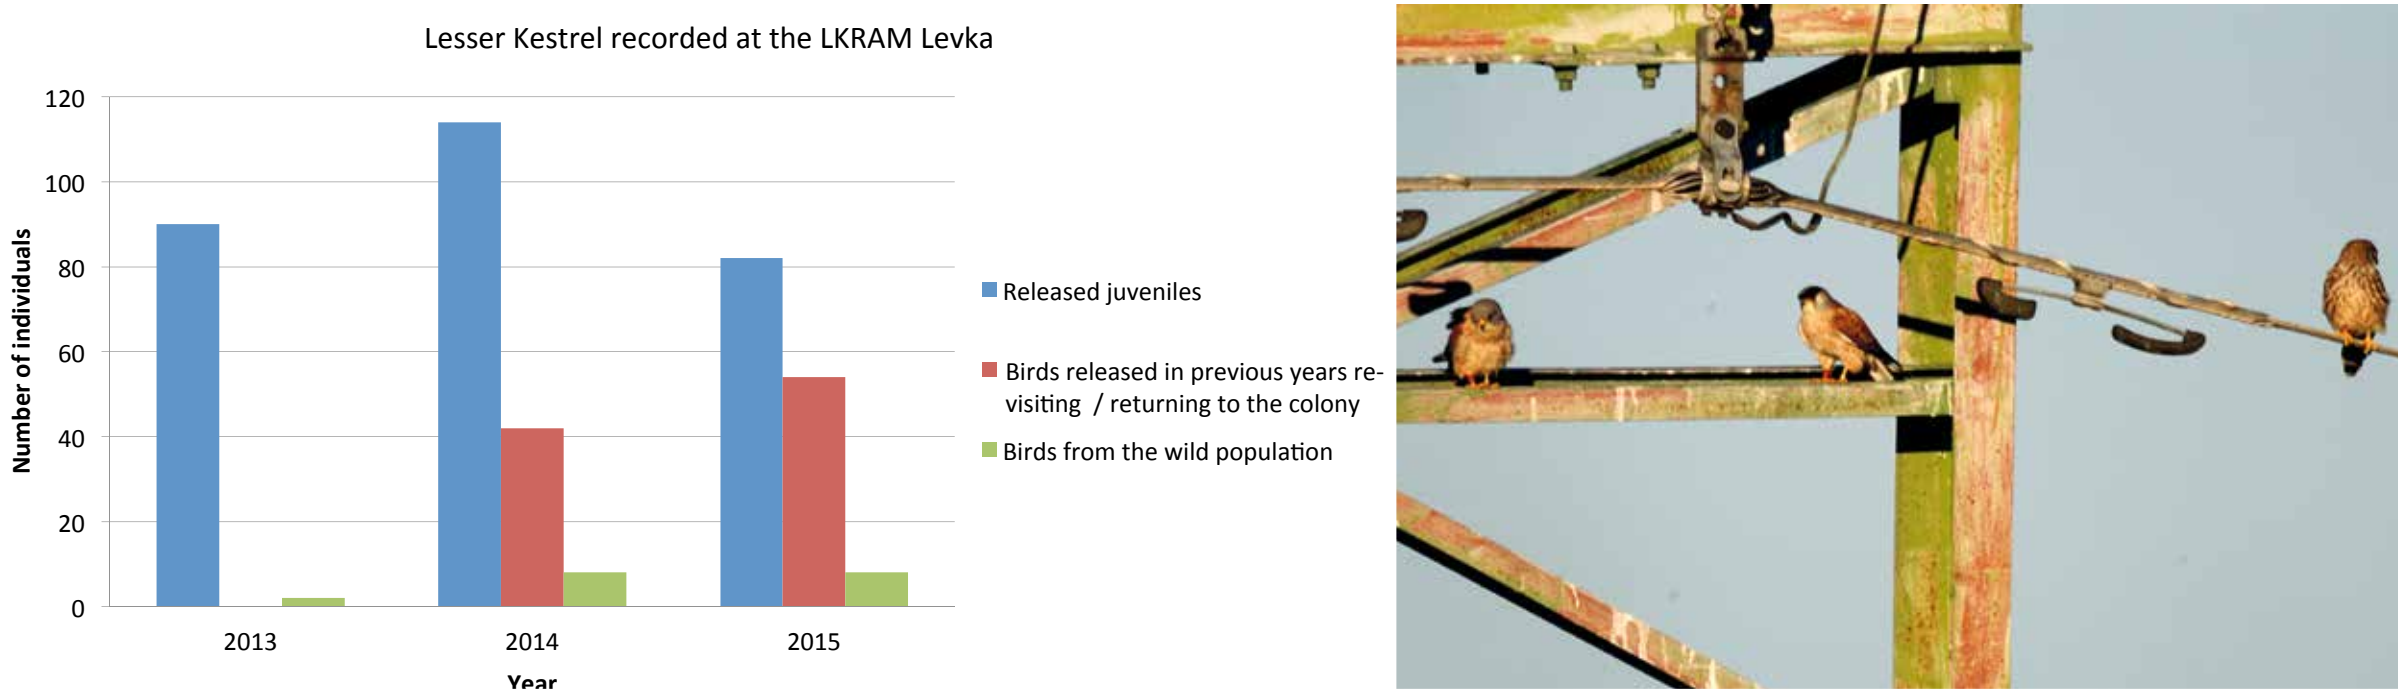 Lesser Kestrel recorded at the LKRAM Levka
120
100
80
60
40
20
0
Number of individuals
2013
2014
2015
Year
Released juveniles
Birds released in previous years re-
visiting / returning to the colony
Birds from the wild population